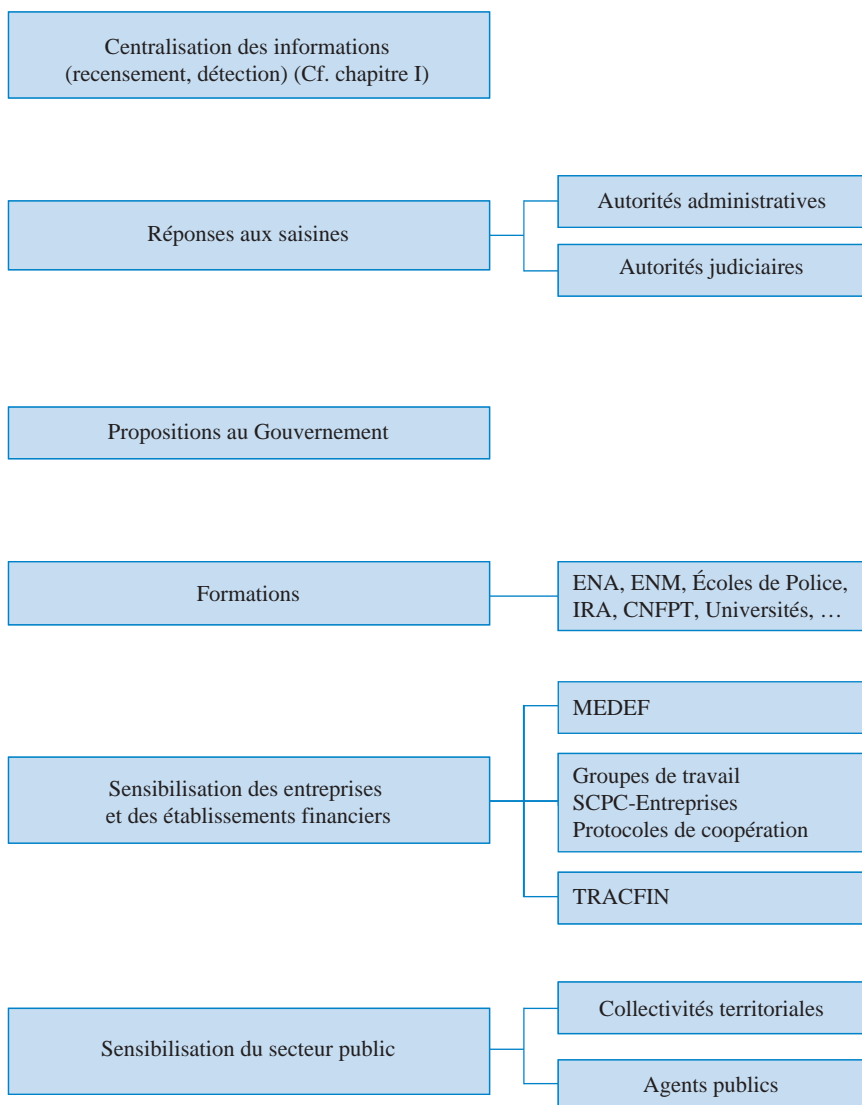 Centralisation des informations
(recensement, détection) (Cf. chapitre I)
Réponses aux saisines
Autorités administratives
Autorités judiciaires
Propositions au Gouvernement
Formations
ENA, ENM, Écoles de Police,
IRA, CNFPT, Universités, …
Sensibilisation des entreprises
et des établissements financiers
MEDEF
Groupes de travail
SCPC-Entreprises
Protocoles de coopération
TRACFIN
Sensibilisation du secteur public
Collectivités territoriales
Agents publics